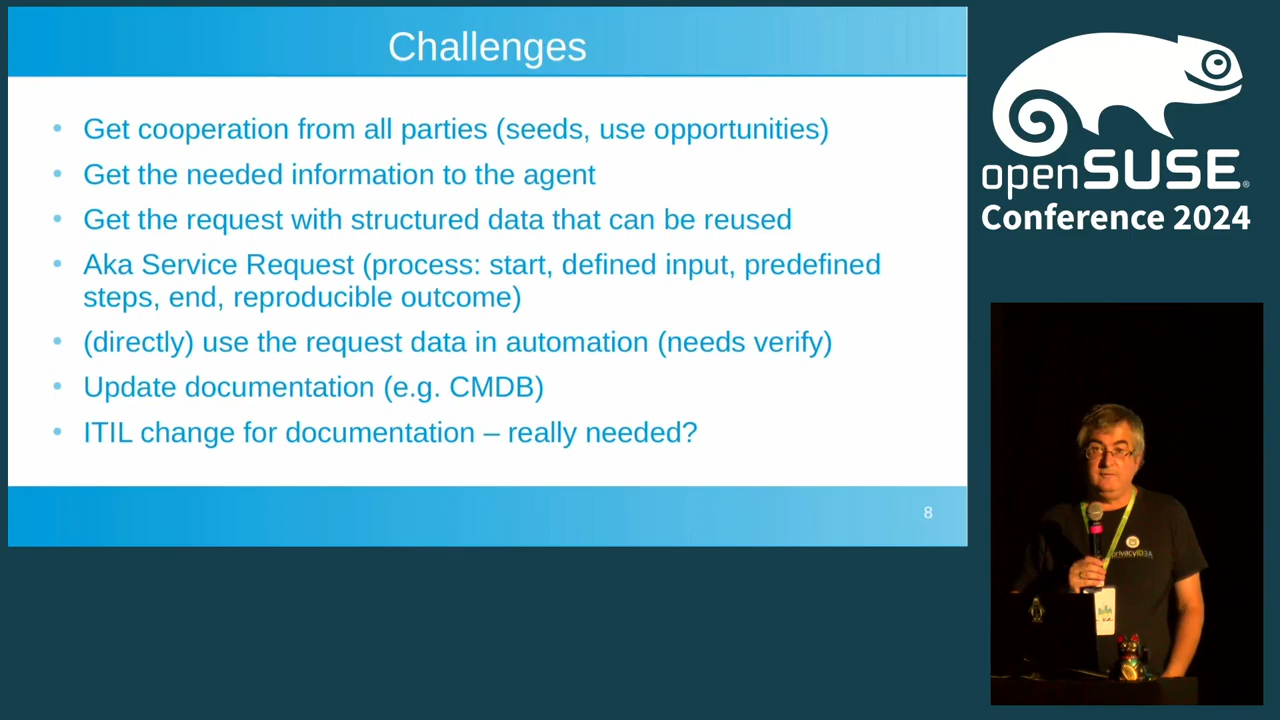 Challenges
• Get cooperation from all parties (seeds, use opportunities)
• Get the needed information to the agent
• Get the request with structured data that can be reused
• Aka Service Request (process: start, defined input, predefined
steps, end, reproducible outcome)
• (directly) use the request data in automation (needs verify)
• Update documentation (e.g. CMDB)
• ITIL change for documentation – really needed?
8
openSUSE®
Conference 2024
privacyIDEA